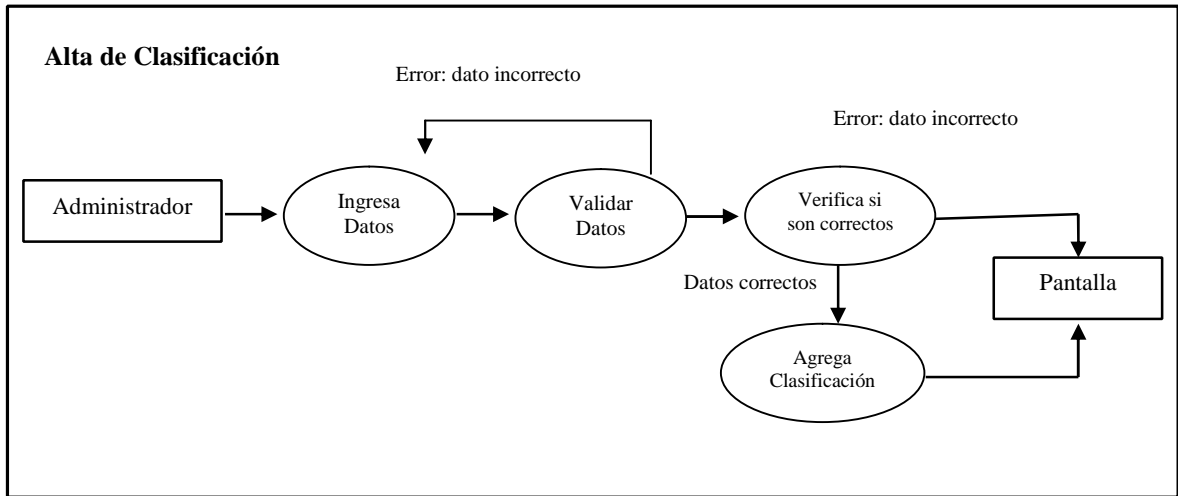 Alta de Clasificación
Error: dato incorrecto
Error: dato incorrecto
Administrador
Ingresa
Datos
Validar
Datos
Verifica si
son correctos
Datos correctos
Pantalla
Agrega
Clasificación